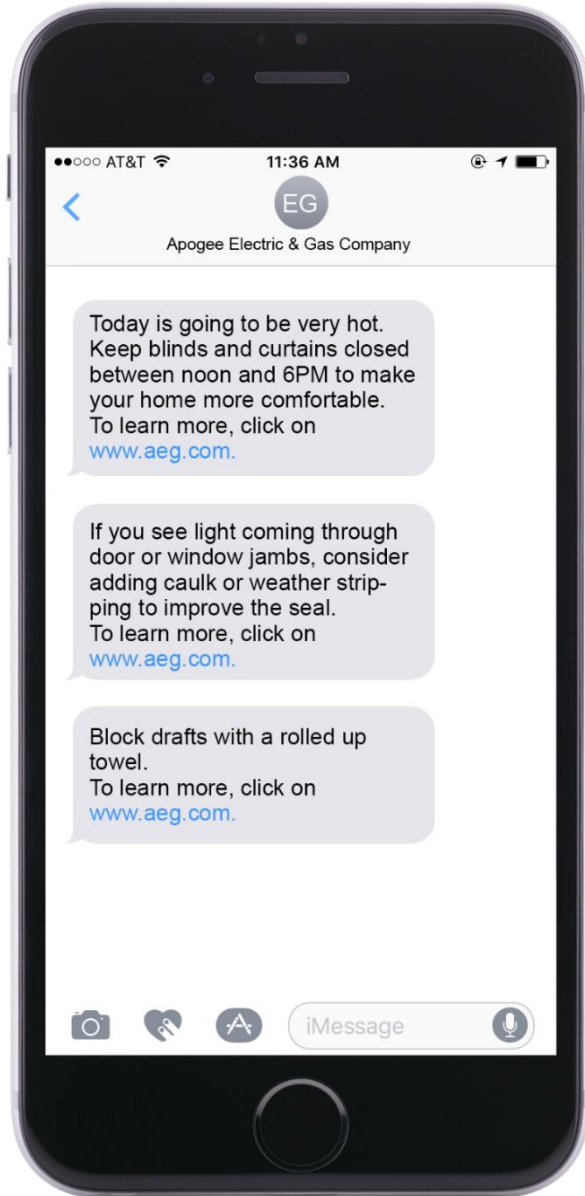 AT&T 11:36 AM
EG
Apogee Electric & Gas Company
Today is going to be very hot.
Keep blinds and curtains closed
between noon and 6PM to make
your home more comfortable.
To learn more, click on
www.aeg.com.
If you see light coming through
door or window jambs, consider
adding caulk or weather strip-
ping to improve the seal.
To learn more, click on
www.aeg.com.
Block drafts with a rolled up
towel.
To learn more, click on
www.aeg.com.
iMessage